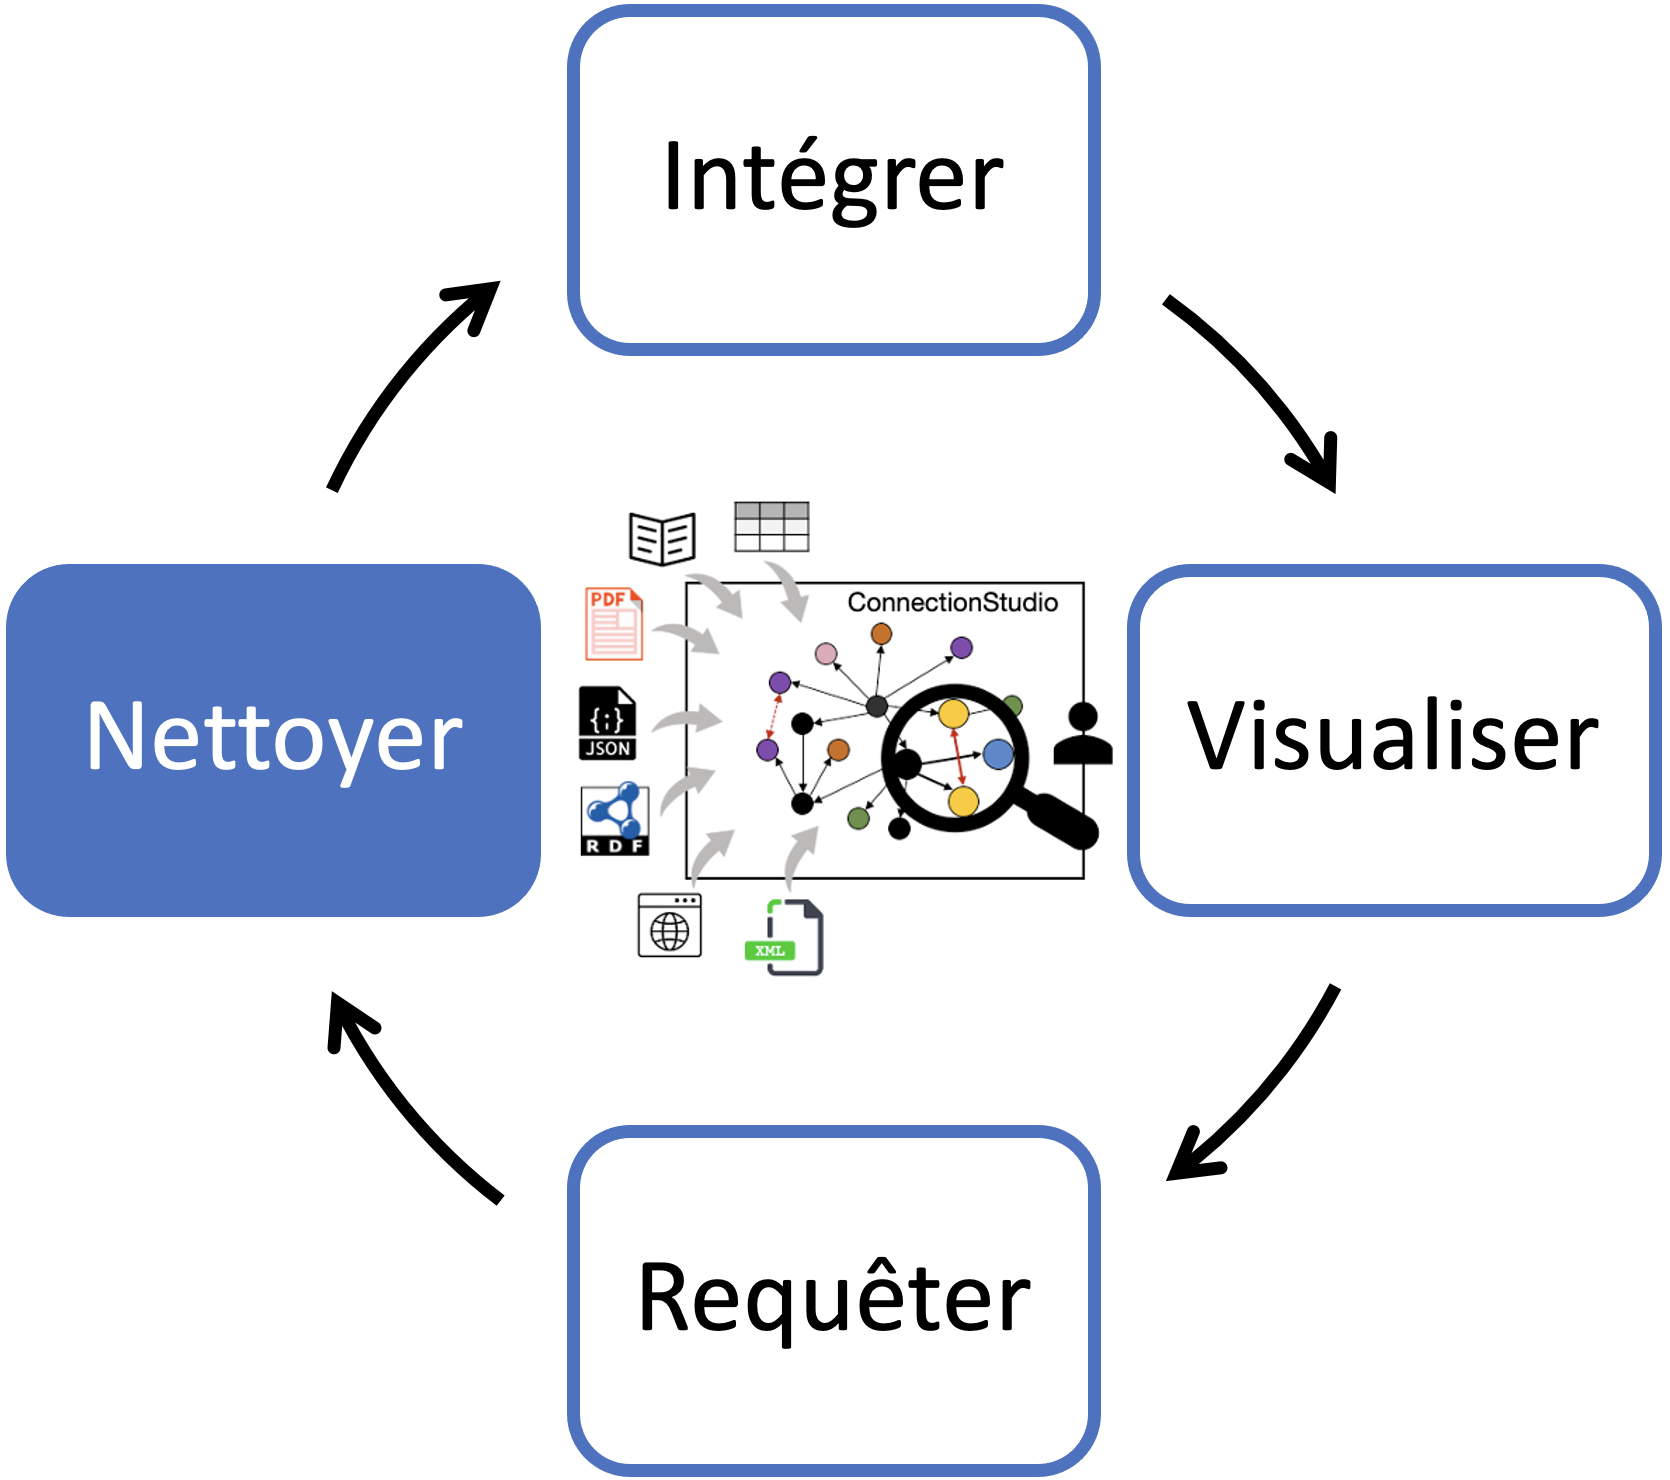 Intégrer
ConnectionStudio
PDF
{;}
JSON
RDF
XML
Nettoyer
Visualiser
Requêter